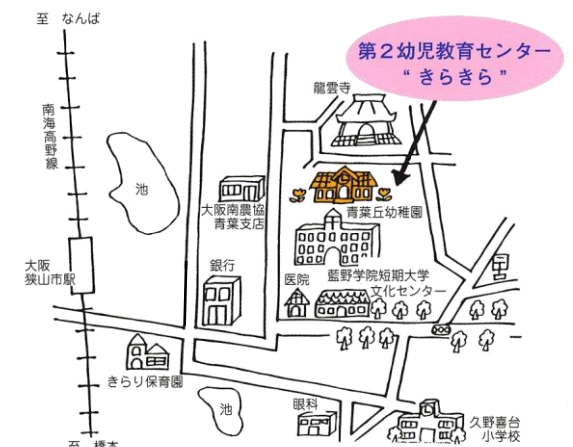 至 なんば
第2幼児教育センター
“ きらきら ”
龍雲寺
南海高野線
池
大阪南農協
青葉支店
青葉丘幼稚園
大阪
狭山市駅
銀行
医院
藍野学院短期大学
文化センター
きらり保育園
池
眼科
久野喜台
小学校
至 橋本